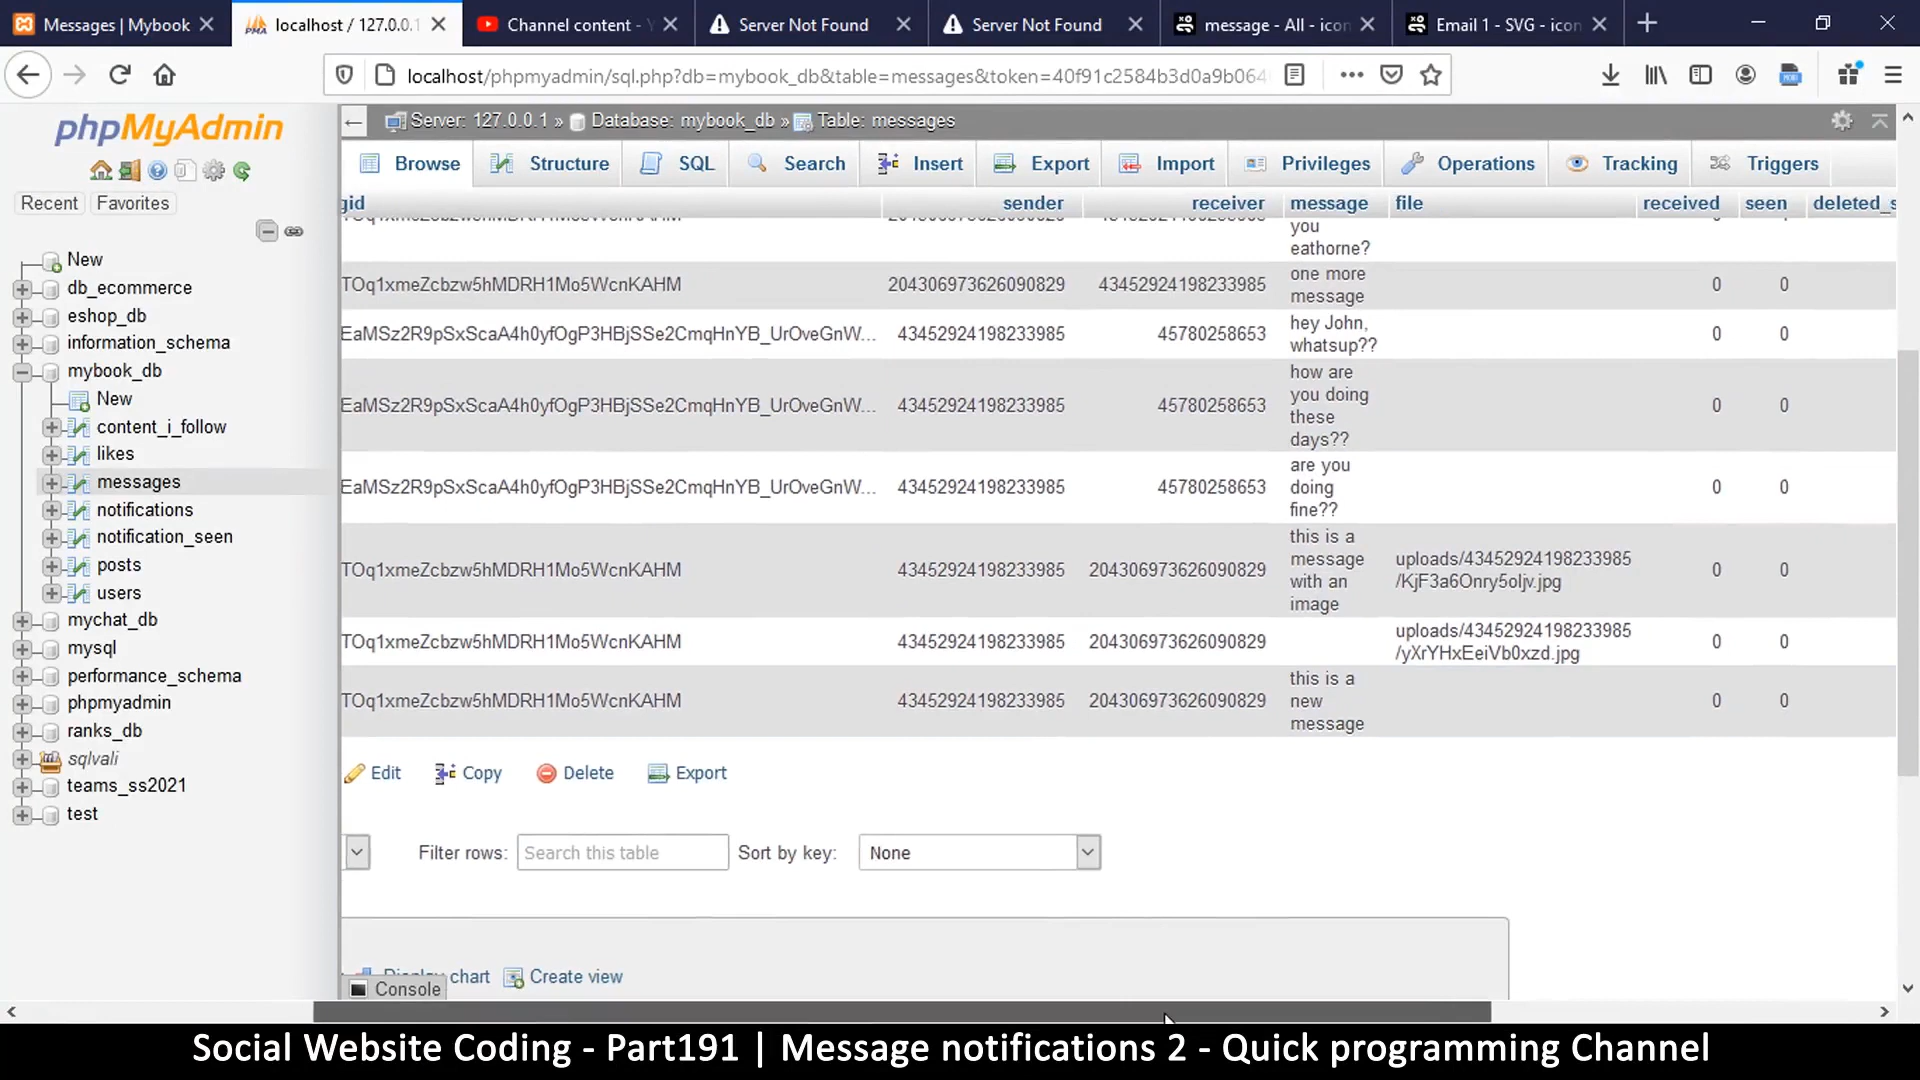 Messages | Mybook
localhost / 127.0.0.1
Channel content - Y
Server Not Found
Server Not Found
message - All - icon
Email 1 - SVG - icon
localhost/phpmyadmin/sql.php?db=mybook_db&table=messages&token=40f91c2584b3d0a9b064
phpMyAdmin
Recent
Favorites
New
db_ecommerce
eshop_db
information_schema
mybook_db
New
content_i_follow
likes
messages
notifications
notification_seen
posts
users
mychat_db
mysql
performance_schema
phpmyadmin
ranks_db
sqlvali
teams_ss2021
test
Server: 127.0.0.1 » Database: mybook_db » Table: messages
Browse Structure SQL Search Insert Export Import Privileges Operations Tracking Triggers
gid sender receiver message file received seen deleted_s
you
eathorne?
TOq1xmeZcbzw5hMDRH1Mo5WcnKAHM 204306973626090829 43452924198233985 one more message 0 0
EaMSz2R9pSxScaA4h0yfOgP3HBjSSe2CmqHnYB_UrOveGnW... 43452924198233985 45780258653 hey John, whatsup?? 0 0
EaMSz2R9pSxScaA4h0yfOgP3HBjSSe2CmqHnYB_UrOveGnW... 43452924198233985 45780258653 how are you doing these days?? 0 0
EaMSz2R9pSxScaA4h0yfOgP3HBjSSe2CmqHnYB_UrOveGnW... 43452924198233985 45780258653 are you doing fine?? 0 0
TOq1xmeZcbzw5hMDRH1Mo5WcnKAHM 43452924198233985 204306973626090829 this is a message with an image uploads/43452924198233985/KjF3a6Onry5oljv.jpg 0 0
TOq1xmeZcbzw5hMDRH1Mo5WcnKAHM 43452924198233985 204306973626090829 uploads/43452924198233985/yXrYHxEeiVb0xzd.jpg 0 0
TOq1xmeZcbzw5hMDRH1Mo5WcnKAHM 43452924198233985 204306973626090829 this is a new message 0 0
Edit Copy Delete Export
Filter rows: Search this table Sort by key: None
Display chart Create view
Console
Social Website Coding - Part191 | Message notifications 2 - Quick programming Channel